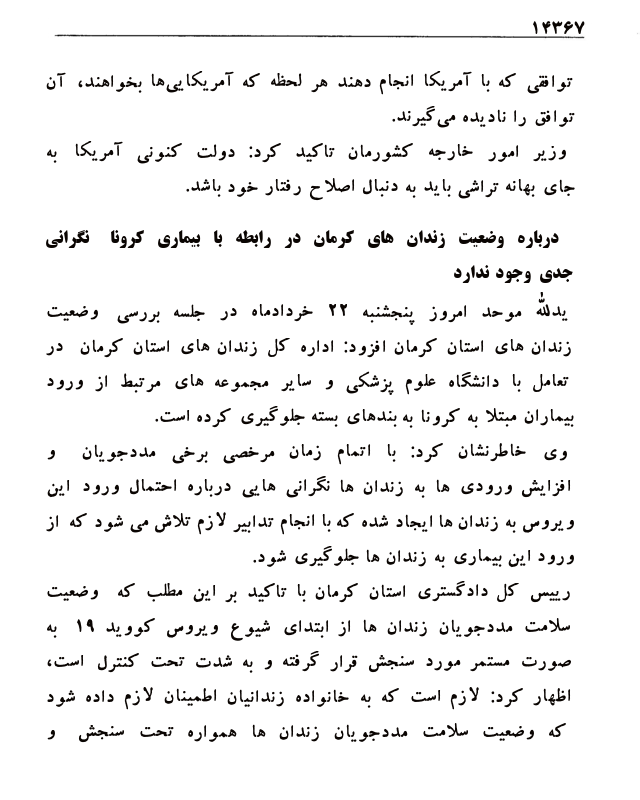 ۱۴۳۶۷
توافقی که با آمریکا انجام دهند هر لحظه که آمریکایی‌ها بخواهند، آن
توافق را نادیده می‌گیرند.
وزیر امور خارجه کشورمان تاکید کرد: دولت کنونی آمریکا به
جای بهانه تراشی باید به دنبال اصلاح رفتار خود باشد.
درباره وضعیت زندان های کرمان در رابطه با بیماری کرونا نگرانی
جدی وجود ندارد
یدالله موحد امروز پنجشنبه ۲۲ خردادماه در جلسه بررسی وضعیت
زندان های استان کرمان افزود: اداره کل زندان های استان کرمان در
تعامل با دانشگاه علوم پزشکی و سایر مجموعه های مرتبط از ورود
بیماران مبتلا به کرونا به بندهای بسته جلوگیری کرده است.
وی خاطرنشان کرد: با اتمام زمان مرخصی برخی مددجویان و
افزایش ورودی ها به زندان ها نگرانی هایی درباره احتمال ورود این
ویروس به زندان ها ایجاد شده که با انجام تدابیر لازم تلاش می شود که از
ورود این بیماری به زندان ها جلوگیری شود.
رییس کل دادگستری استان کرمان با تاکید بر این مطلب که وضعیت
سلامت مددجویان زندان ها از ابتدای شیوع ویروس کووید ۱۹ به
صورت مستمر مورد سنجش قرار گرفته و به شدت تحت کنترل است،
اظهار کرد: لازم است که به خانواده زندانیان اطمینان لازم داده شود
که وضعیت سلامت مددجویان زندان ها همواره تحت سنجش و